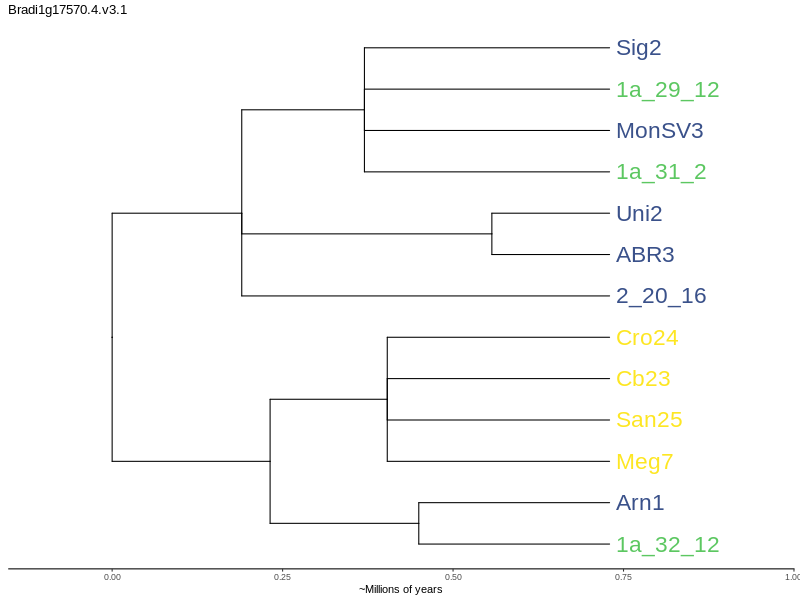 Bradi1g17570.4.v3.1
Sig2
1a_29_12
MonSV3
1a_31_2
Uni2
ABR3
2_20_16
Cro24
Cb23
San25
Meg7
Arn1
1a_32_12
0.00 0.25 0.50 0.75 1.00
~Millions of years